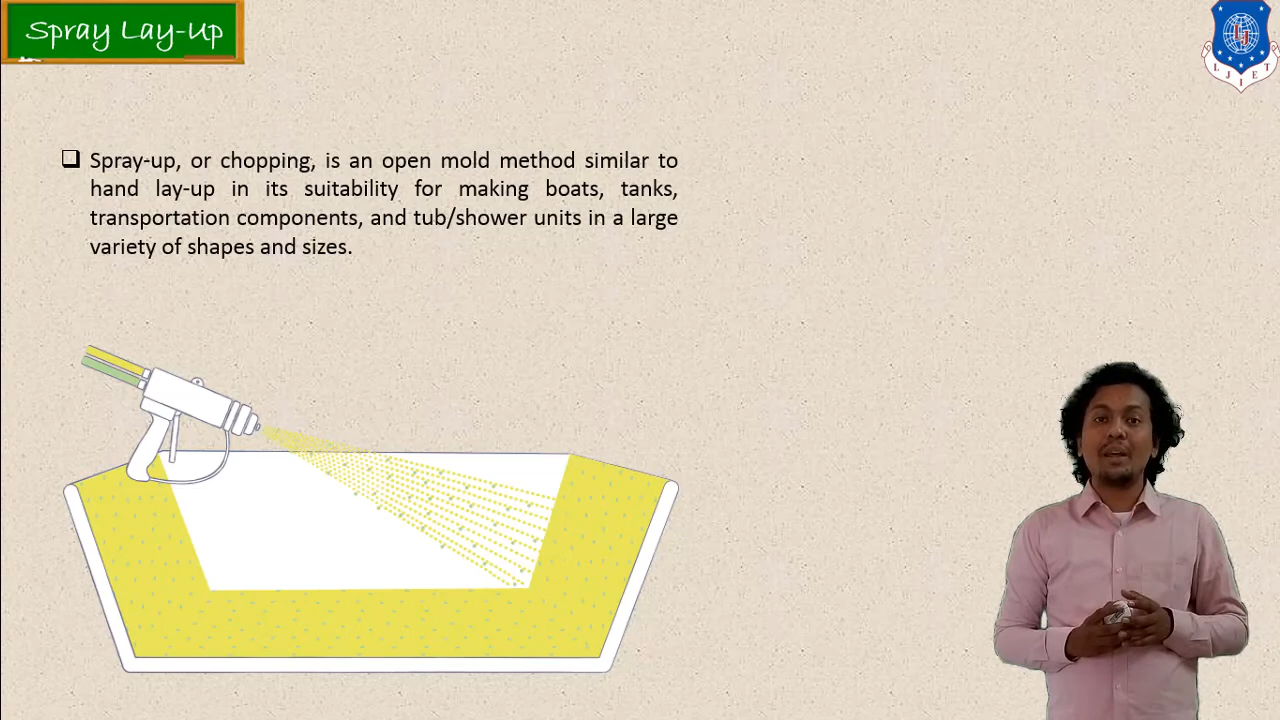 Spray Lay-Up
Spray-up, or chopping, is an open mold method similar to
hand lay-up in its suitability for making boats, tanks,
transportation components, and tub/shower units in a large
variety of shapes and sizes.
LJ
L J I E T